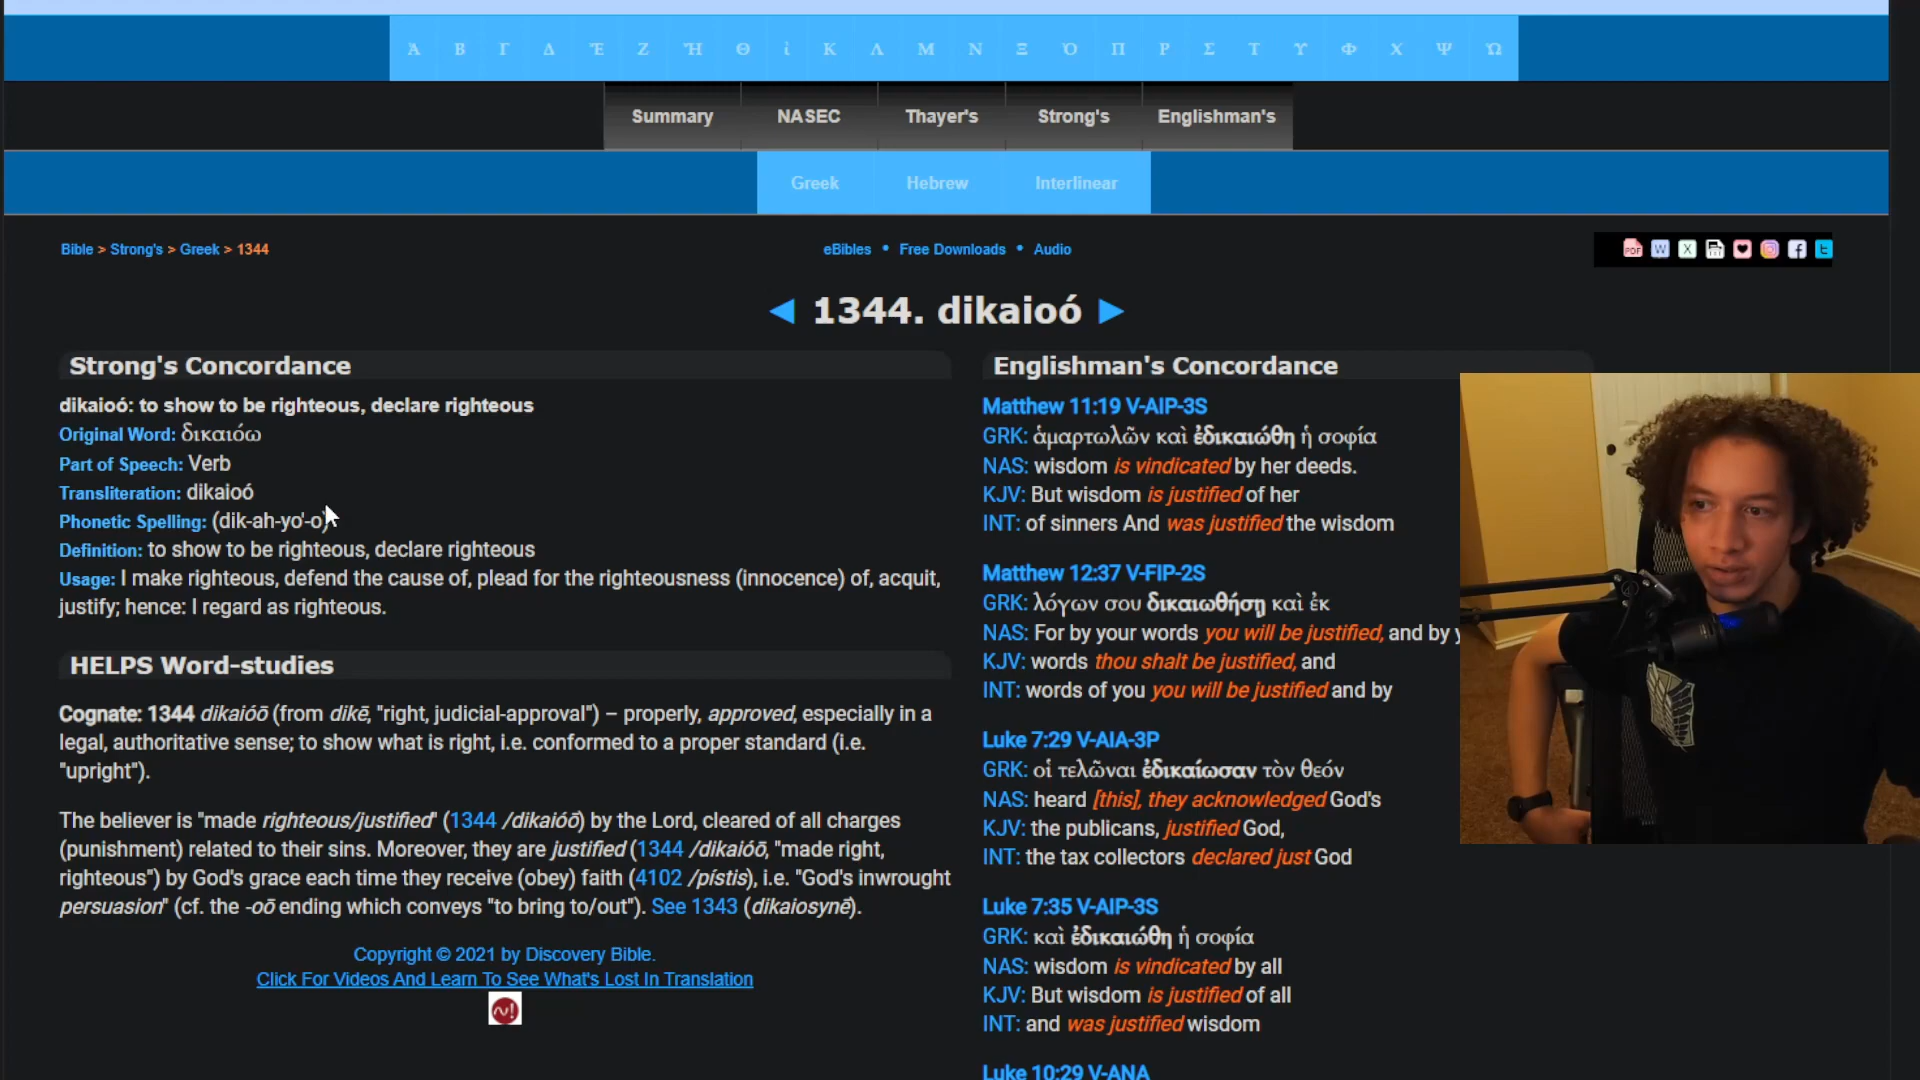 Ἀ Β Γ Δ Ἐ Ζ Ἡ Θ ἰ Κ Λ Μ Ν Ξ Ὀ Π Ρ Σ Τ Υ Φ Χ Ψ Ὠ
Summary NASEC Thayer's Strong's Englishman's
Greek Hebrew Interlinear
Bible > Strong's > Greek > 1344
eBibles • Free Downloads • Audio
◄ 1344. dikaioó ►
Strong's Concordance
dikaioó: to show to be righteous, declare righteous
Original Word: δικαιόω
Part of Speech: Verb
Transliteration: dikaioó
Phonetic Spelling: (dik-ah-yo'-o)
Definition: to show to be righteous, declare righteous
Usage: I make righteous, defend the cause of, plead for the righteousness (innocence) of, acquit,
justify; hence: I regard as righteous.
HELPS Word-studies
Cognate: 1344 dikaióō (from dikē, "right, judicial-approval") – properly, approved, especially in a
legal, authoritative sense; to show what is right, i.e. conformed to a proper standard (i.e.
"upright").
The believer is "made righteous/justified" (1344 /dikaióō) by the Lord, cleared of all charges
(punishment) related to their sins. Moreover, they are justified (1344 /dikaióō, "made right,
righteous") by God's grace each time they receive (obey) faith (4102 /pístis), i.e. "God's inwrought
persuasion" (cf. the -oō ending which conveys "to bring to/out"). See 1343 (dikaiosynē).
Copyright © 2021 by Discovery Bible.
Click For Videos And Learn To See What's Lost In Translation
Englishman's Concordance
Matthew 11:19 V-AIP-3S
GRK: ἁμαρτωλῶν καὶ ἐδικαιώθη ἡ σοφία
NAS: wisdom is vindicated by her deeds.
KJV: But wisdom is justified of her
INT: of sinners And was justified the wisdom
Matthew 12:37 V-FIP-2S
GRK: λόγων σου δικαιωθήσῃ καὶ ἐκ
NAS: For by your words you will be justified, and by
KJV: words thou shalt be justified, and
INT: words of you you will be justified and by
Luke 7:29 V-AIA-3P
GRK: οἱ τελῶναι ἐδικαίωσαν τὸν θεόν
NAS: heard [this], they acknowledged God's
KJV: the publicans, justified God,
INT: the tax collectors declared just God
Luke 7:35 V-AIP-3S
GRK: καὶ ἐδικαιώθη ἡ σοφία
NAS: wisdom is vindicated by all
KJV: But wisdom is justified of all
INT: and was justified wisdom
Luke 10:29 V-ANA